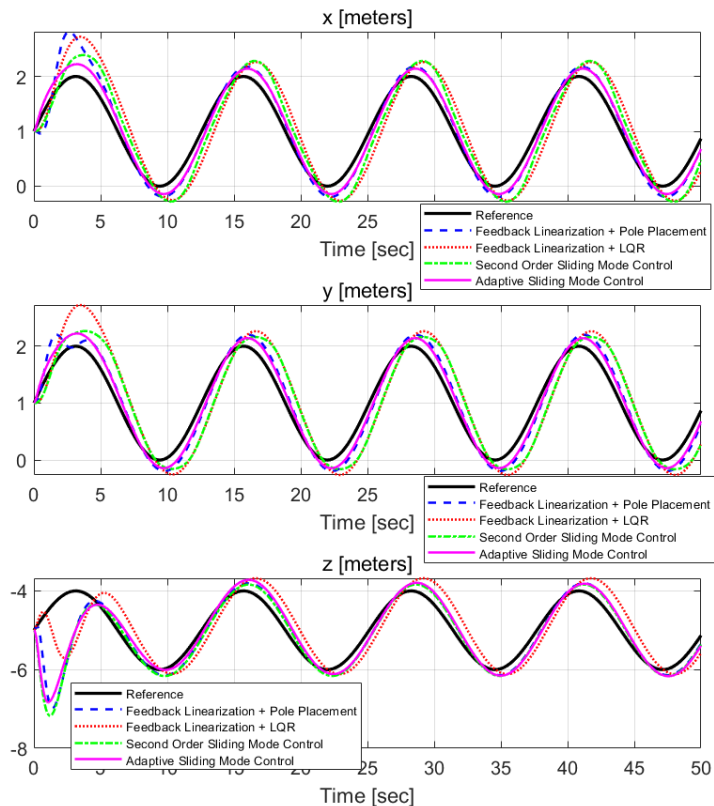 x [meters]
2
1
0
0 5 10 15 20 25
Time [sec]
Reference
Feedback Linearization + Pole Placement
Feedback Linearization + LQR
Second Order Sliding Mode Control
Adaptive Sliding Mode Control
y [meters]
2
1
0
0 5 10 15 20 25
Time [sec]
Reference
Feedback Linearization + Pole Placement
Feedback Linearization + LQR
Second Order Sliding Mode Control
Adaptive Sliding Mode Control
z [meters]
-4
-6
-8
Reference
Feedback Linearization + Pole Placement
Feedback Linearization + LQR
Second Order Sliding Mode Control
Adaptive Sliding Mode Control
0 5 10 15 20 25 30 35 40 45 50
Time [sec]